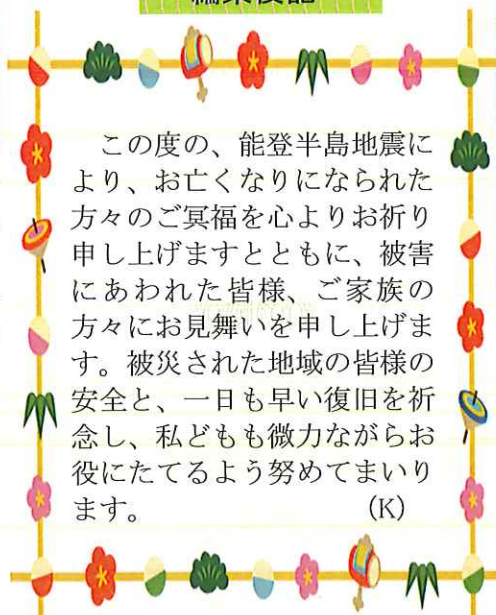 編集後記
　この度の、能登半島地震に
より、お亡くなりになられた
方々のご冥福を心よりお祈り
申し上げますとともに、被害
にあわれた皆様、ご家族の
方々にお見舞いを申し上げま
す。被災された地域の皆様の
安全と、一日も早い復旧を祈
念し、私どもも微力ながらお
役にたてるよう努めてまいり
ます。　　　　　　　（K）